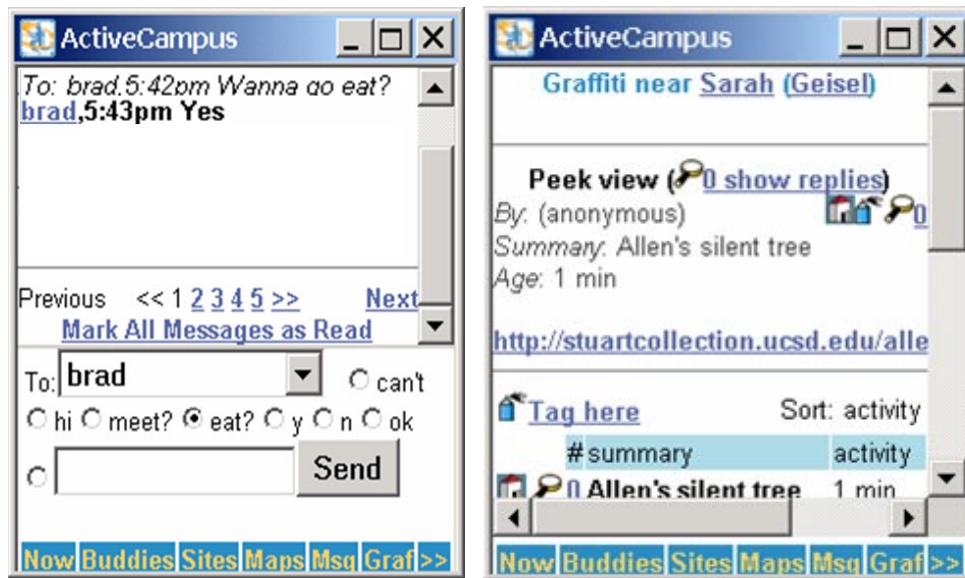 ActiveCampus
To: brad,5:42pm Wanna go eat?
brad,5:43pm Yes
Previous << 1 2 3 4 5 >> Next
Mark All Messages as Read
To: brad can't
hi meet? eat? y n ok
Send
Now Buddies Sites Maps Msg Graf >>
ActiveCampus
Graffiti near Sarah (Geisel)
Peek view (0 show replies)
By: (anonymous) 0
Summary: Allen's silent tree
Age: 1 min
http://stuartcollection.ucsd.edu/alle
Tag here Sort: activity
# summary activity
0 Allen's silent tree 1 min
Now Buddies Sites Maps Msg Graf >>